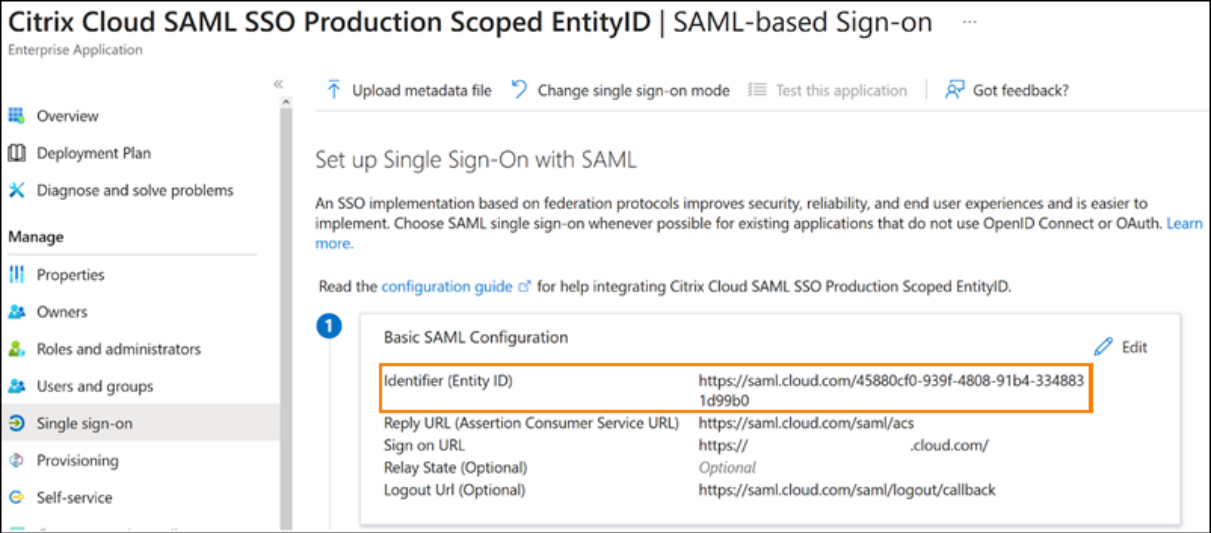 Citrix Cloud SAML SSO Production Scoped EntityID | SAML-based Sign-on ...
Enterprise Application
«
Overview
Deployment Plan
Diagnose and solve problems
Manage
Properties
Owners
Roles and administrators
Users and groups
Single sign-on
Provisioning
Self-service
Upload metadata file Change single sign-on mode Test this application | Got feedback?
Set up Single Sign-On with SAML
An SSO implementation based on federation protocols improves security, reliability, and end user experiences and is easier to
implement. Choose SAML single sign-on whenever possible for existing applications that do not use OpenID Connect or OAuth. Learn
more.
Read the configuration guide for help integrating Citrix Cloud SAML SSO Production Scoped EntityID.
1
Basic SAML Configuration
Edit
Identifier (Entity ID) https://saml.cloud.com/45880cf0-939f-4808-91b4-334883
1d99b0
Reply URL (Assertion Consumer Service URL) https://saml.cloud.com/saml/acs
Sign on URL https:// .cloud.com/
Relay State (Optional) Optional
Logout Url (Optional) https://saml.cloud.com/saml/logout/callback